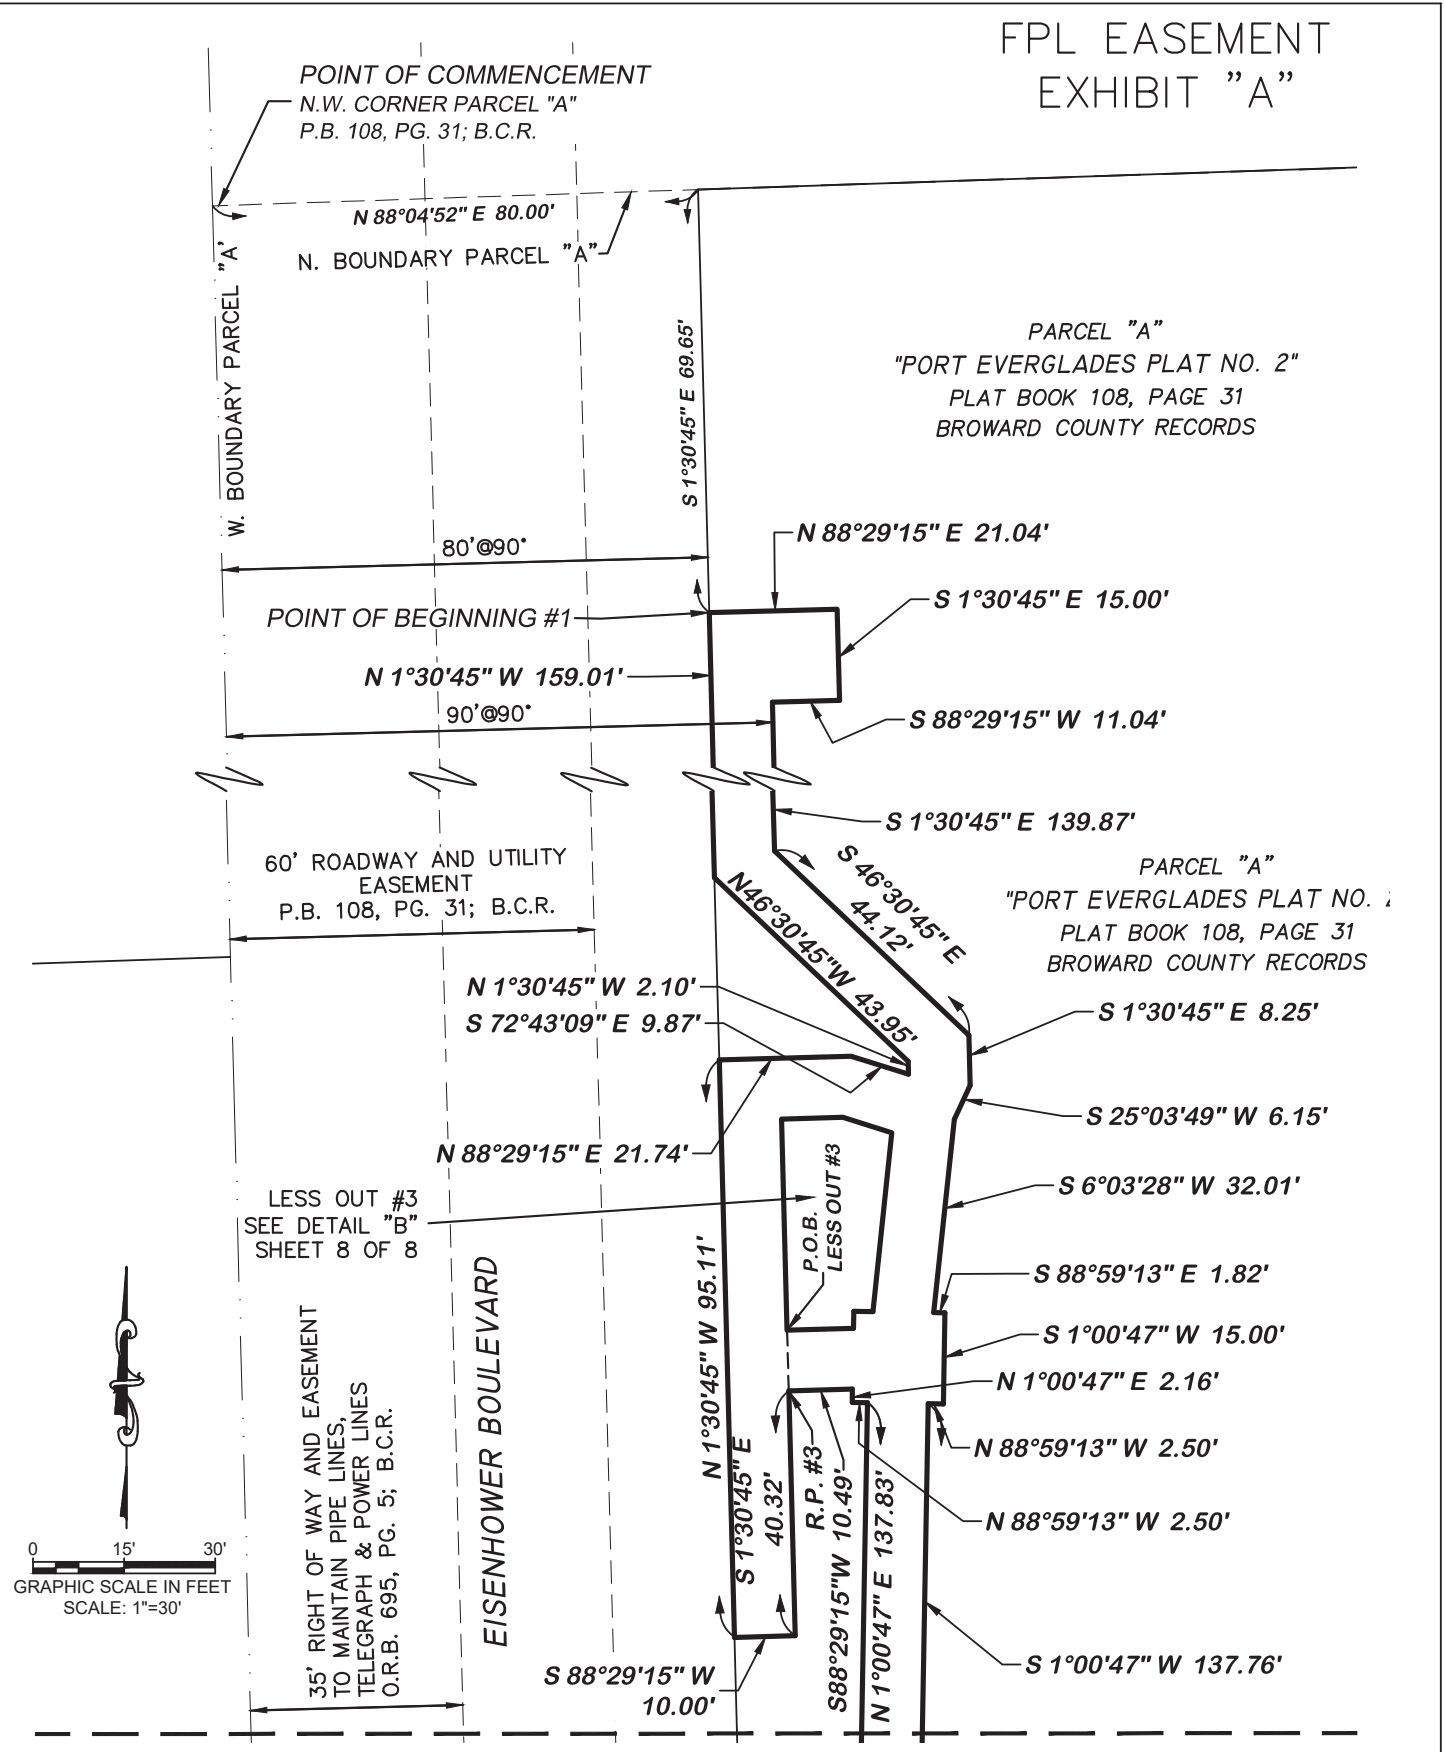 FPL EASEMENT
EXHIBIT "A"
POINT OF COMMENCEMENT
N.W. CORNER PARCEL "A"
P.B. 108, PG. 31; B.C.R.
N 88°04'52" E 80.00'
N. BOUNDARY PARCEL "A"
W. BOUNDARY PARCEL "A'
S 1°30'45" E 69.65'
PARCEL "A"
"PORT EVERGLADES PLAT NO. 2"
PLAT BOOK 108, PAGE 31
BROWARD COUNTY RECORDS
80'@90°
N 88°29'15" E 21.04'
S 1°30'45" E 15.00'
POINT OF BEGINNING #1
N 1°30'45" W 159.01'
90'@90°
S 88°29'15" W 11.04'
S 1°30'45" E 139.87'
60' ROADWAY AND UTILITY
EASEMENT
P.B. 108, PG. 31; B.C.R.
S 46°30'45" E
44.12'
N46°30'45"W 43.95'
PARCEL "A"
"PORT EVERGLADES PLAT NO.
PLAT BOOK 108, PAGE 31
BROWARD COUNTY RECORDS
N 1°30'45" W 2.10'
S 72°43'09" E 9.87'
S 1°30'45" E 8.25'
S 25°03'49" W 6.15'
N 88°29'15" E 21.74'
S 6°03'28" W 32.01'
LESS OUT #3
SEE DETAIL "B"
SHEET 8 OF 8
P.O.B.
LESS OUT #3
N 1°30'45" W 95.11'
S 88°59'13" E 1.82'
S 1°00'47" W 15.00'
N 1°00'47" E 2.16'
N 88°59'13" W 2.50'
N 88°59'13" W 2.50'
EISENHOWER BOULEVARD
35' RIGHT OF WAY AND EASEMENT
TO MAINTAIN PIPE LINES,
TELEGRAPH & POWER LINES
O.R.B. 695, PG. 5; B.C.R.
S 1°30'45" E
40.32'
R.P. #3
S88°29'15"W 10.49'
N 1°00'47" E 137.83'
S 1°00'47" W 137.76'
S 88°29'15" W
10.00'
0 15' 30'
GRAPHIC SCALE IN FEET
SCALE: 1"=30'